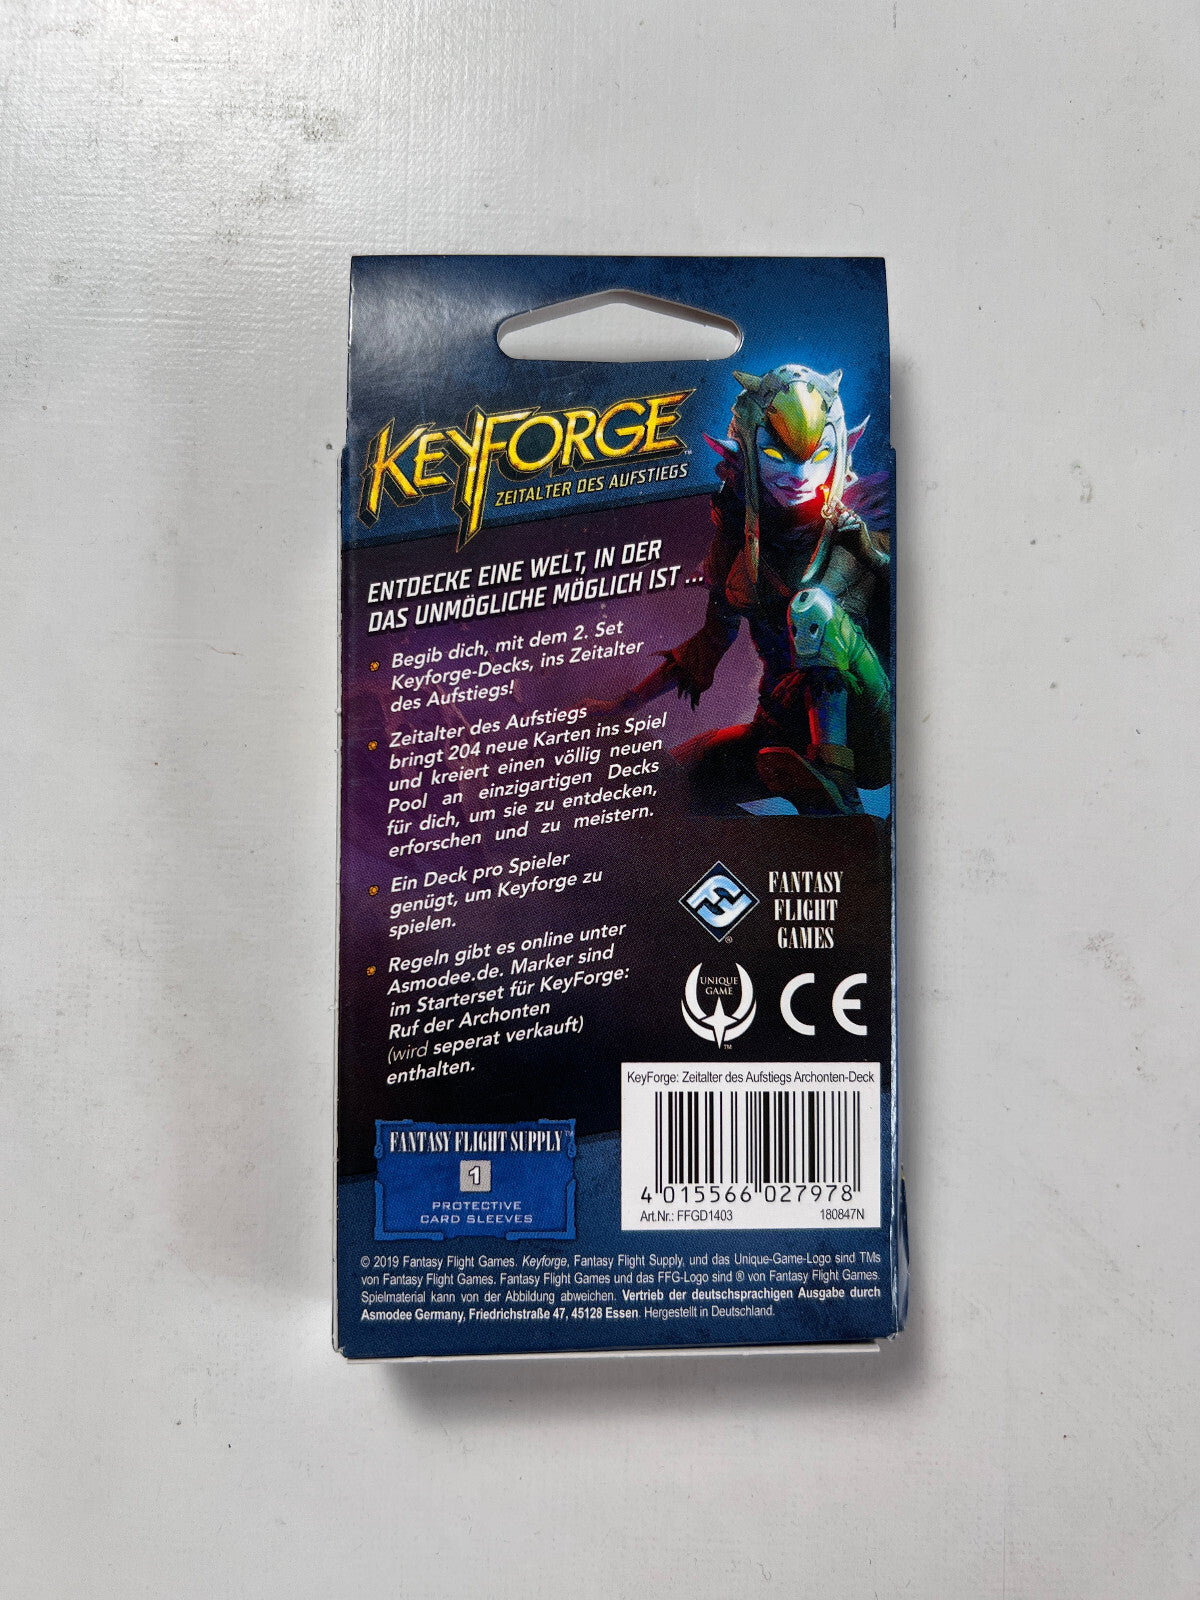 KEYFORGE™
ZEITALTER DES AUFSTIEGS
ENTDECKE EINE WELT, IN DER
DAS UNMÖGLICHE MÖGLICH IST ...
Begib dich, mit dem 2. Set
Keyforge-Decks, ins Zeitalter
des Aufstiegs!
Zeitalter des Aufstiegs
bringt 204 neue Karten ins Spiel
und kreiert einen völlig neuen
Pool an einzigartigen Decks
für dich, um sie zu entdecken,
erforschen und zu meistern.
Ein Deck pro Spieler
genügt, um Keyforge zu
spielen.
Regeln gibt es online unter
Asmodee.de. Marker sind
im Starterset für KeyForge:
Ruf der Archonten
(wird seperat verkauft)
enthalten.
FANTASY
FLIGHT
GAMES
®
UNIQUE
GAME
™
CE
KeyForge: Zeitalter des Aufstiegs Archonten-Deck
4 015566 027978
Art.Nr.: FFGD1403 180847N
FANTASY FLIGHT SUPPLY™
1
PROTECTIVE
CARD SLEEVES
© 2019 Fantasy Flight Games. Keyforge, Fantasy Flight Supply, und das Unique-Game-Logo sind TMs
von Fantasy Flight Games. Fantasy Flight Games und das FFG-Logo sind ® von Fantasy Flight Games.
Spielmaterial kann von der Abbildung abweichen. Vertrieb der deutschsprachigen Ausgabe durch
Asmodee Germany, Friedrichstraße 47, 45128 Essen. Hergestellt in Deutschland.